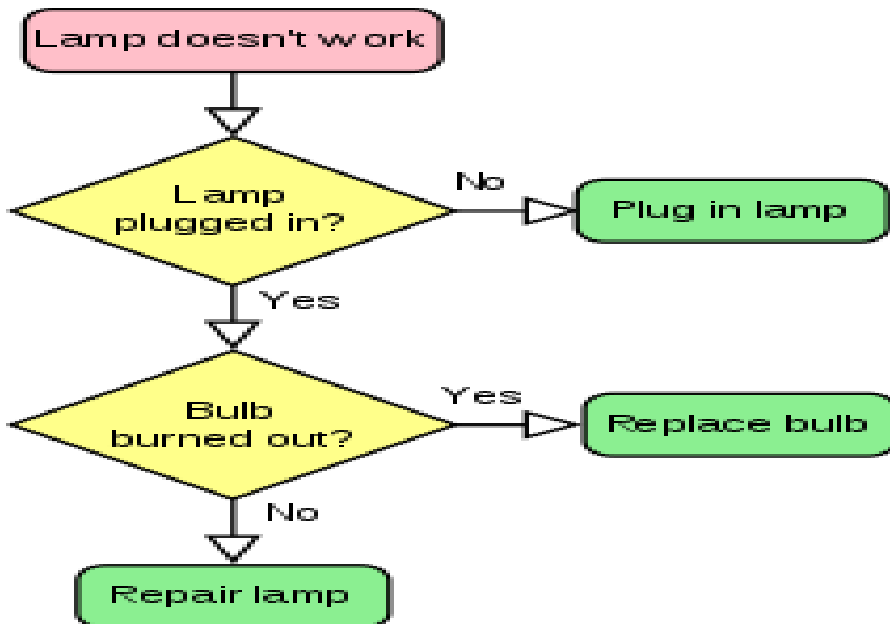 Lamp doesn't work
Lamp
plugged in?
No
Plug in lamp
Yes
Bulb
burned out?
Yes
Replace bulb
No
Repair lamp